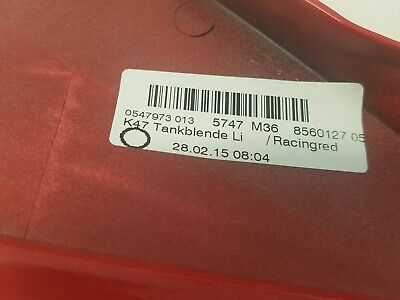 0547973 013 5747 M36 8560127 05
K47 Tankblende Li /Racingred
28.02.15 08:04